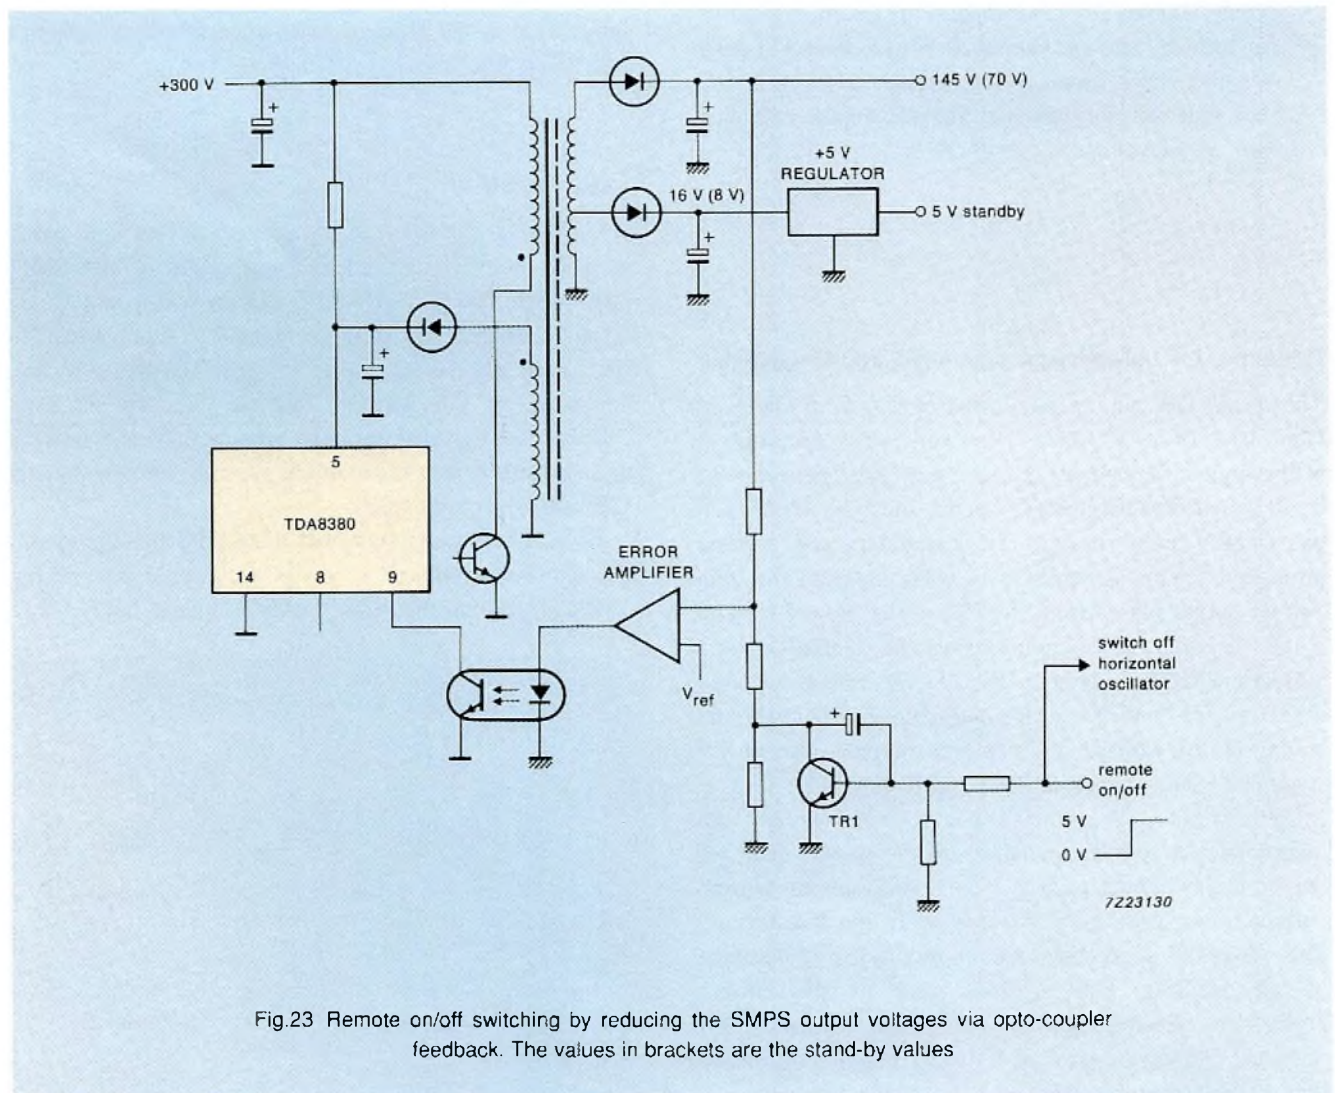 +300 V
+
145 V (70 V)
+
+5 V
REGULATOR
16 V (8 V)
5 V standby
+
+
5
TDA8380
14 8 9
ERROR
AMPLIFIER
Vref
switch off
horizontal
oscillator
+
remote
on/off
TR1
5 V
0 V
7Z23130
Fig.23 Remote on/off switching by reducing the SMPS output voltages via opto-coupler
feedback. The values in brackets are the stand-by values